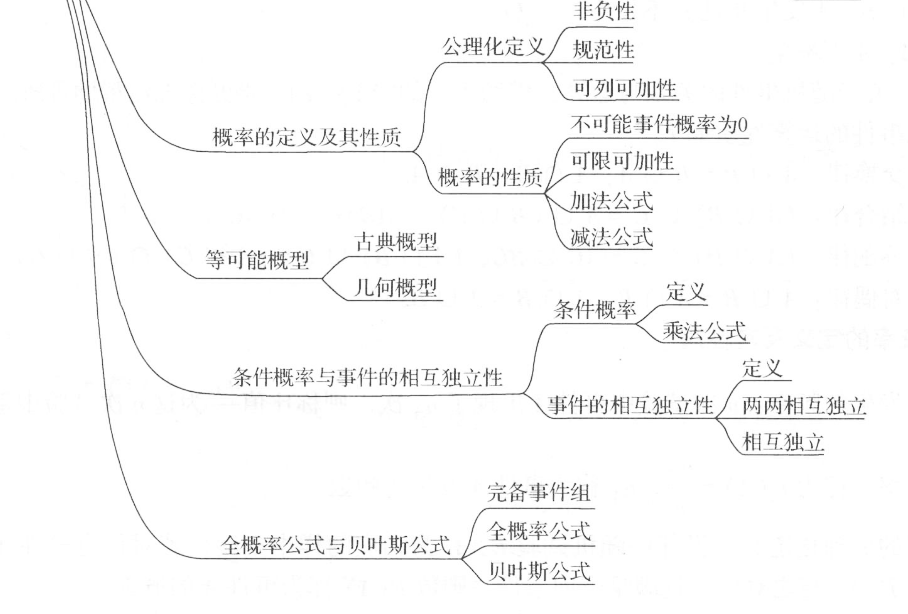 非负性
公理化定义
规范性
可列可加性
概率的定义及其性质
不可能事件概率为0
概率的性质
可限可加性
加法公式
减法公式
等可能概型
古典概型
几何概型
条件概率与事件的相互独立性
条件概率
定义
乘法公式
事件的相互独立性
定义
两两相互独立
相互独立
全概率公式与贝叶斯公式
完备事件组
全概率公式
贝叶斯公式